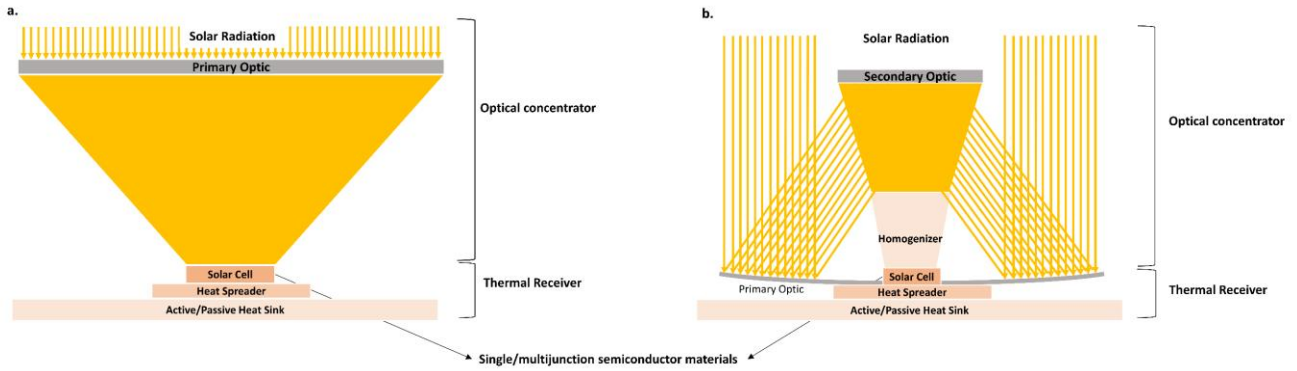 a.
Solar Radiation
Primary Optic
Optical concentrator
Solar Cell
Heat Spreader
Active/Passive Heat Sink
Thermal Receiver
b.
Solar Radiation
Secondary Optic
Optical concentrator
Homogenizer
Solar Cell
Primary Optic
Heat Spreader
Active/Passive Heat Sink
Thermal Receiver
Single/multijunction semiconductor materials